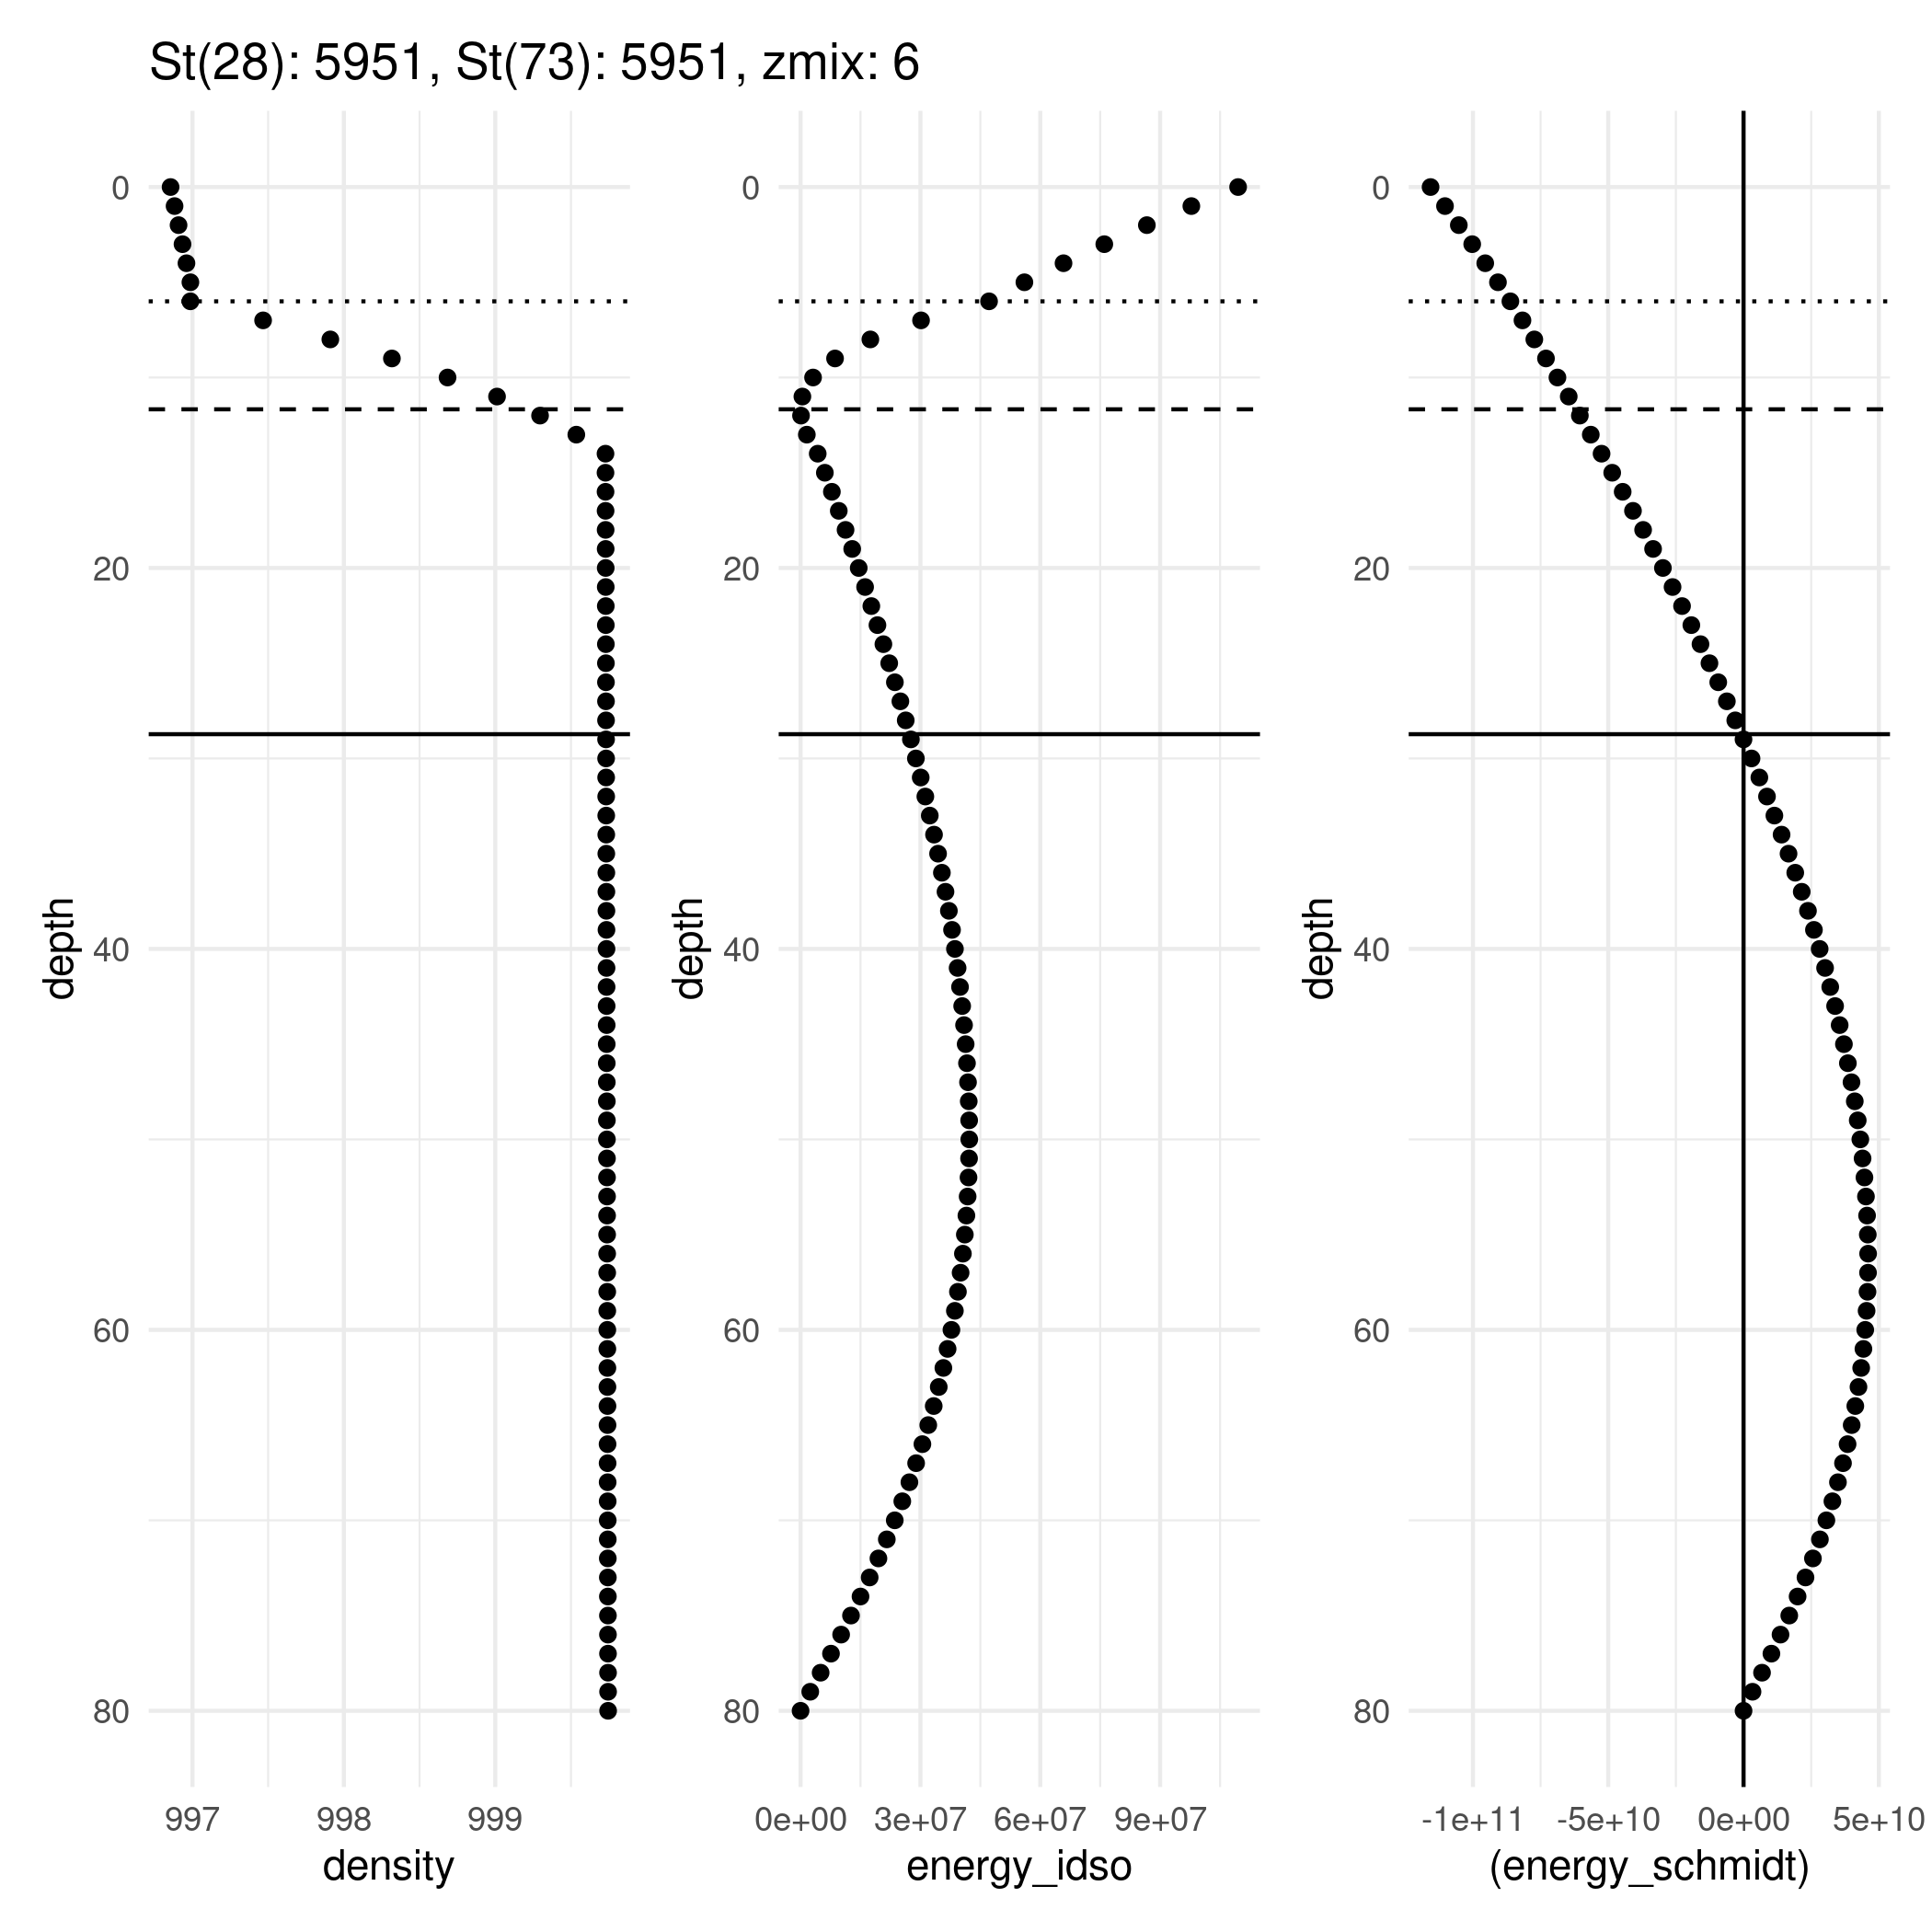 St(28): 5951, St(73): 5951, zmix: 6
0
20
40
60
80
depth
997 998 999
density
0
20
40
60
80
depth
0e+00 3e+07 6e+07 9e+07
energy_idso
0
20
40
60
80
depth
-1e+11 -5e+10 0e+00 5e+10
(energy_schmidt)